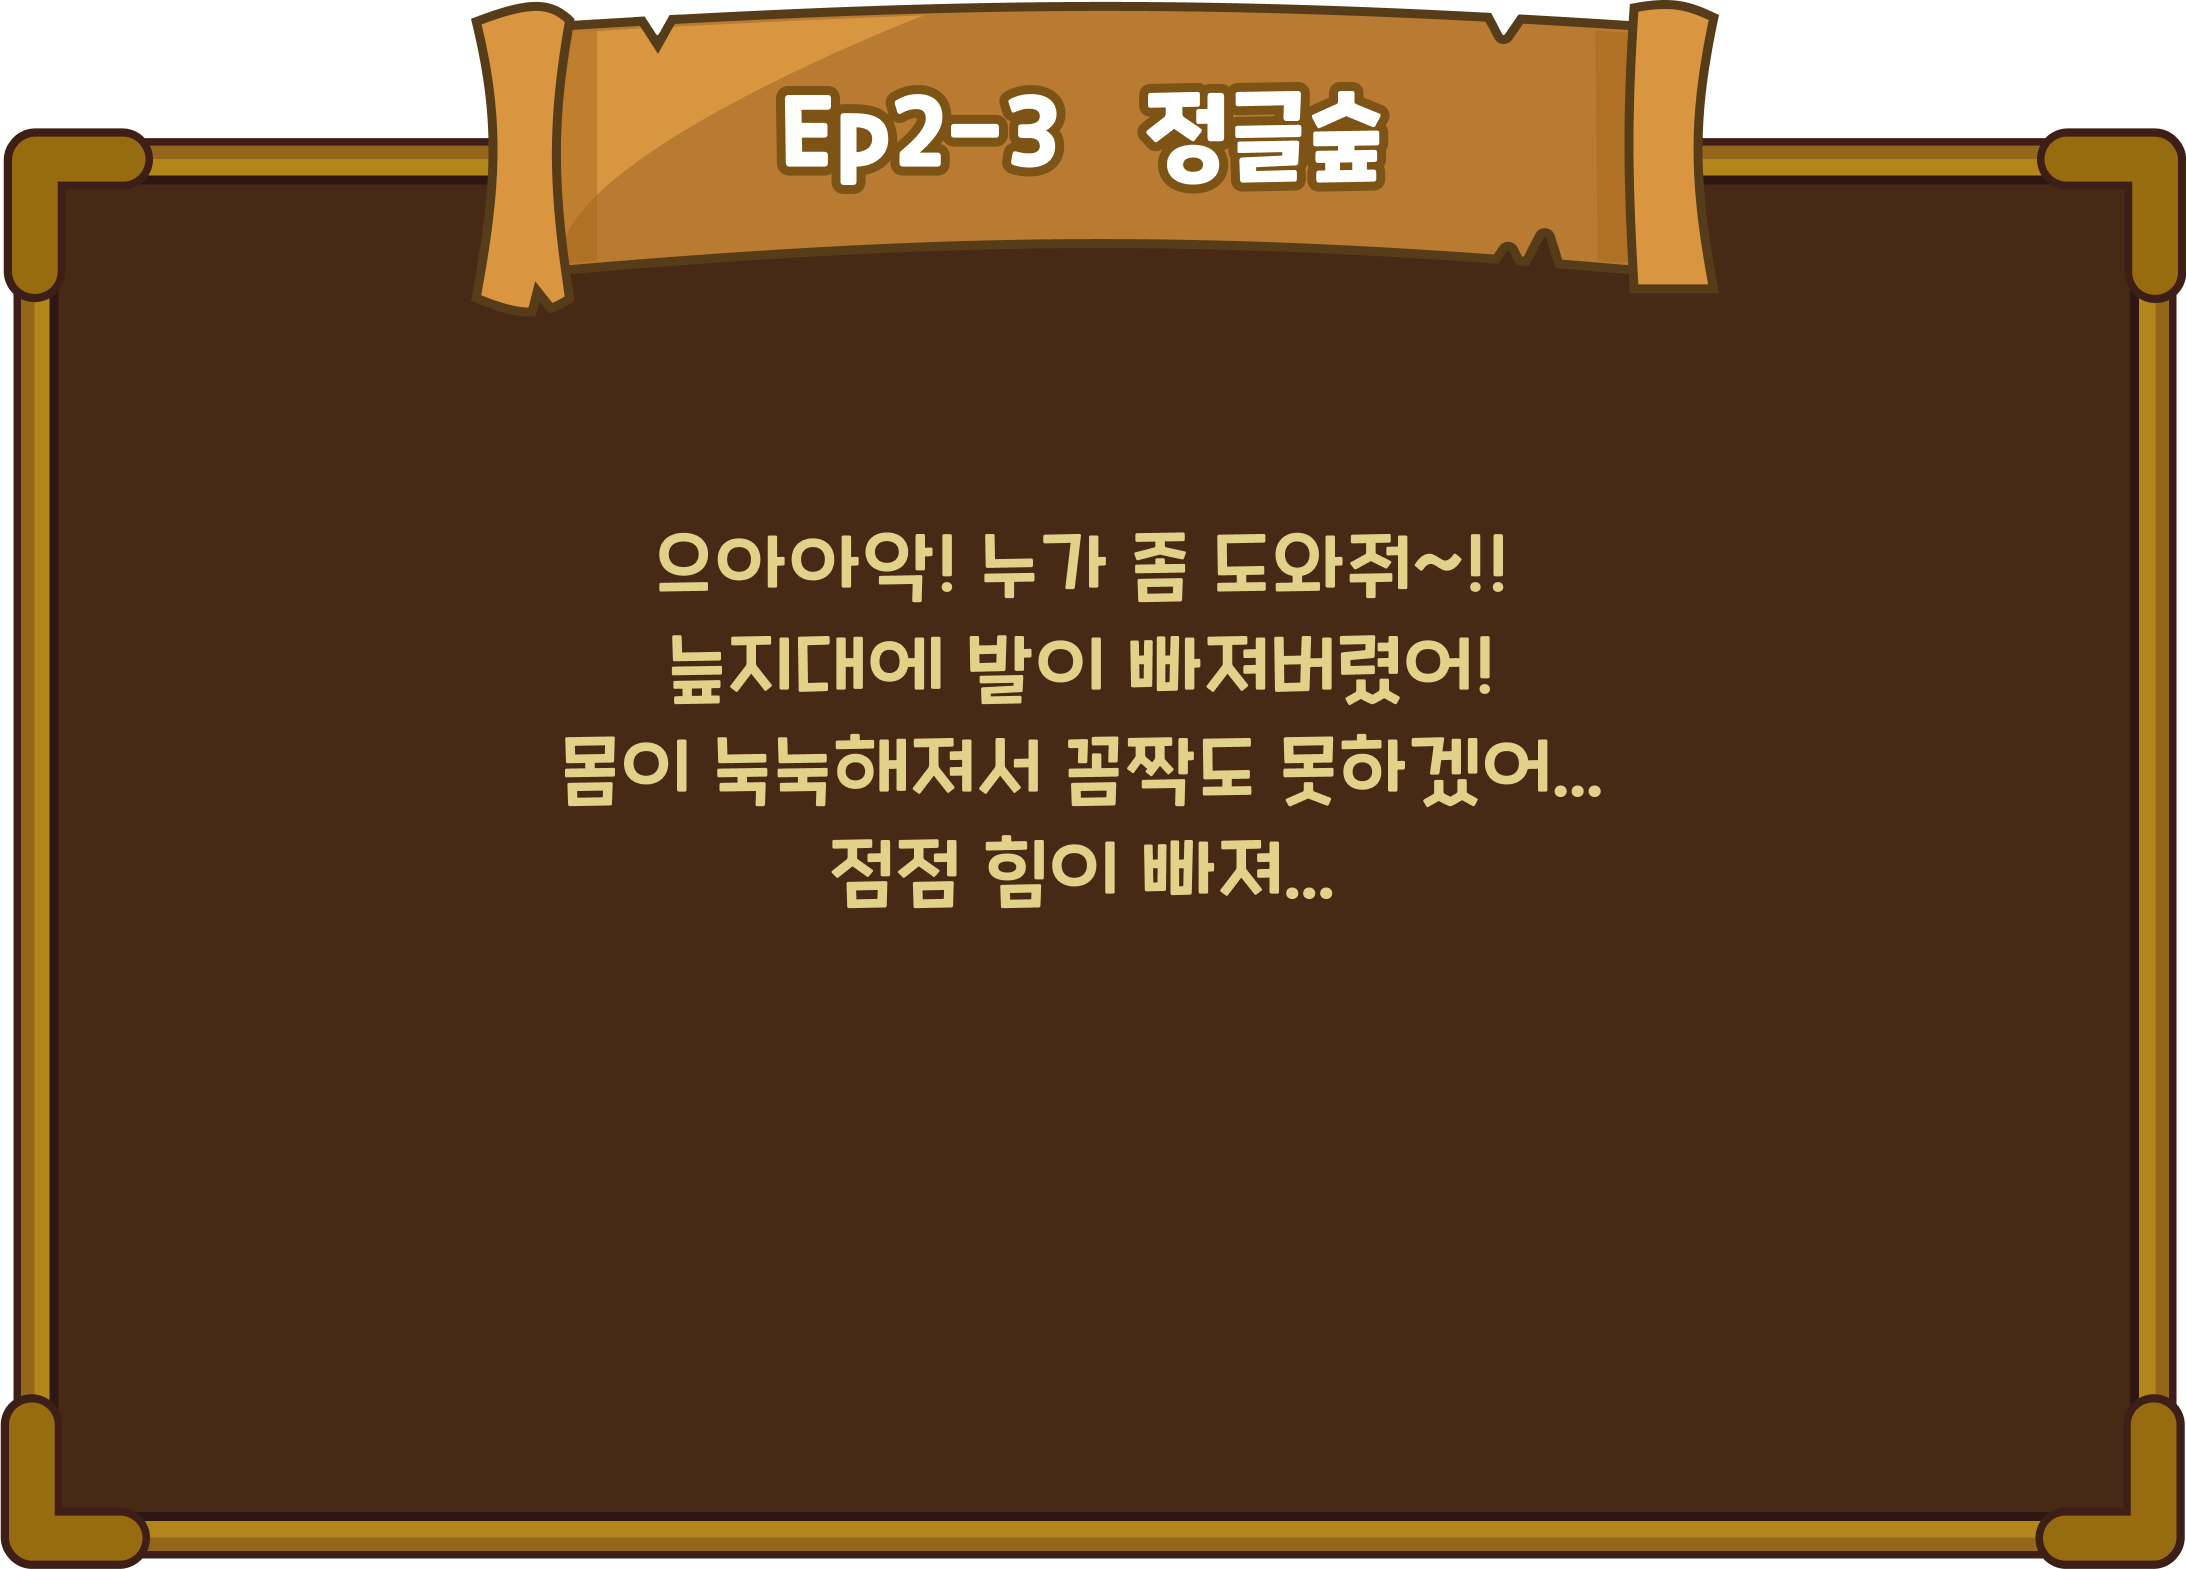 Ep2-3 정글숲
으아아악! 누가 좀 도와줘~!!
늪지대에 발이 빠져버렸어!
몸이 눅눅해져서 꼼짝도 못하겠어...
점점 힘이 빠져...